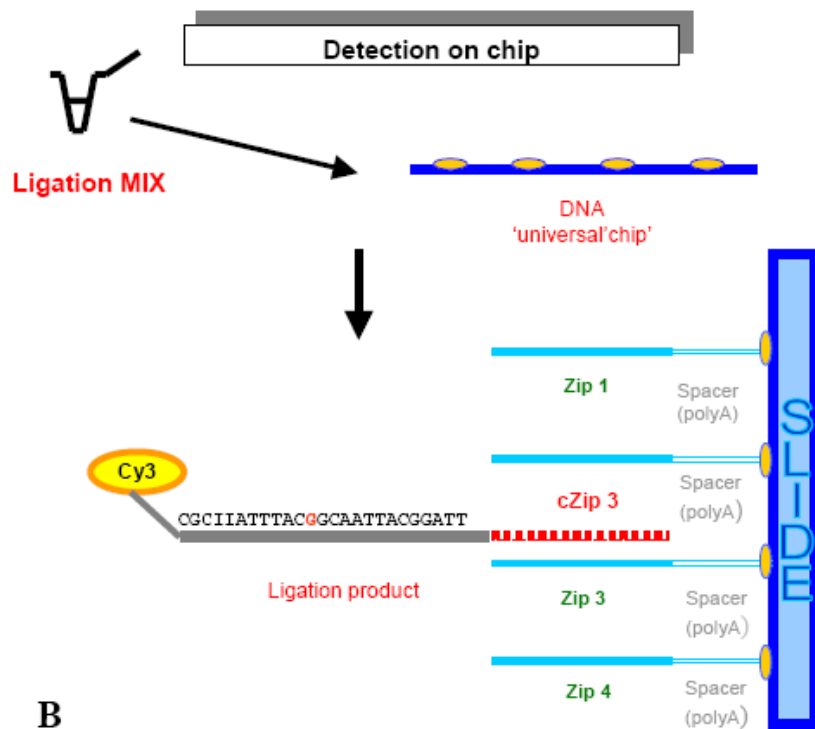 Detection on chip
Ligation MIX
DNA
'universal'chip'
Zip 1
Spacer
(polyA)
Cy3
cZip 3
Spacer
(polyA)
CGCIIATTTACGGCAATTACGGATT
Ligation product
Zip 3
Spacer
(polyA)
Zip 4
Spacer
(polyA)
SLIDE
B